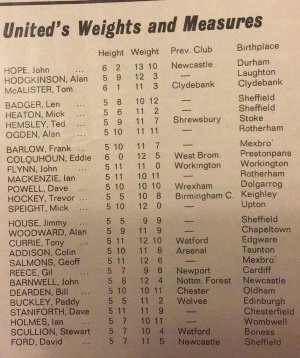 United's Weights and Measures
Height Weight Prev. Club Birthplace
HOPE, John ... 6 2 13 10 Newcastle Durham
HODGKINSON, Alan 5 9 12 3 — Laughton
McALISTER, Tom 6 1 11 3 Clydebank Clydebank
BADGER, Len ... 5 8 10 12 — Sheffield
HEATON, Mick ... 5 6 11 2 — Sheffield
HEMSLEY, Ted ... 5 9 11 7 Shrewsbury Stoke
OGDEN, Alan ... 5 10 11 11 — Rotherham
BARLOW, Frank ... 5 10 11 7 — Mexbro'
COLQUHOUN, Eddie 6 0 12 5 West Brom. Prestonpans
FLYNN, John ... 5 11 11 0 Workington Workington
MACKENZIE, Ian 5 11 10 11 — Rotherham
POWELL, Dave ... 5 10 10 10 Wrexham Dolgarrog
HOCKEY, Trevor ... 5 5 10 8 Birmingham C. Keighley
SPEIGHT, Mick ... 5 10 12 0 — Upton
HOUSE, Jimmy ... 5 5 9 9 — Sheffield
WOODWARD, Alan 5 9 11 9 — Chapeltown
CURRIE, Tony ... 5 11 12 10 Watford Edgware
ADDISON, Colin 5 10 11 8 Arsenal Taunton
SALMONS, Geoff 5 11 12 6 — Mexbro'
REECE, Gil ... 5 7 9 8 Newport Cardiff
BARNWELL, John 5 8 12 4 Nottm. Forest Newcastle
DEARDEN, Bill ... 5 10 10 11 Chester Oldham
BUCKLEY, Paddy 5 5 11 2 Wolves Edinburgh
STANIFORTH, Dave 5 11 11 9 — Chesterfield
HOLMES, Ian ... 5 7 10 11 — Wombwell
SCULLION, Stewart 5 7 10 4 Watford Boness
FORD, David ... 5 7 11 5 Newcastle Sheffield